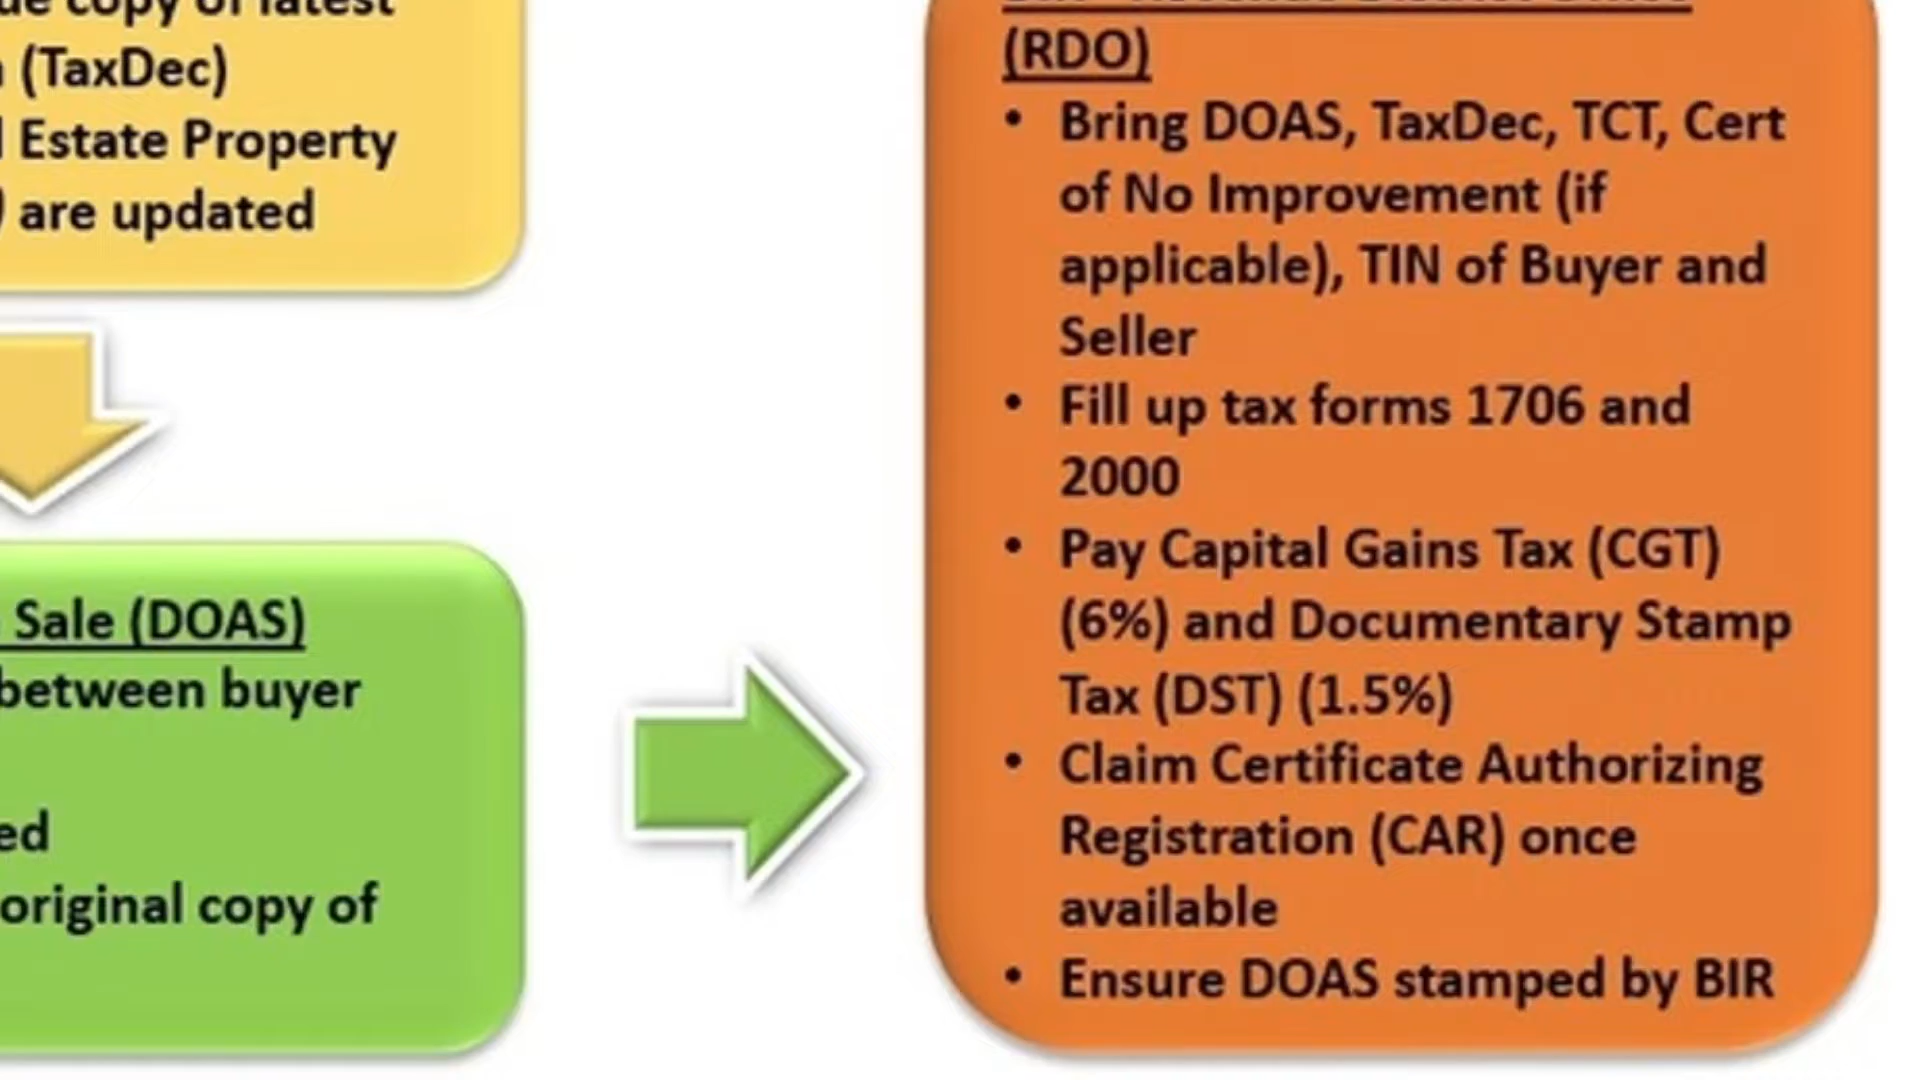 copy of latest
(TaxDec)
Estate Property
are updated
Sale (DOAS)
between buyer
original copy of
(RDO)
• Bring DOAS, TaxDec, TCT, Cert
of No Improvement (if
applicable), TIN of Buyer and
Seller
• Fill up tax forms 1706 and
2000
• Pay Capital Gains Tax (CGT)
(6%) and Documentary Stamp
Tax (DST) (1.5%)
• Claim Certificate Authorizing
Registration (CAR) once
available
• Ensure DOAS stamped by BIR